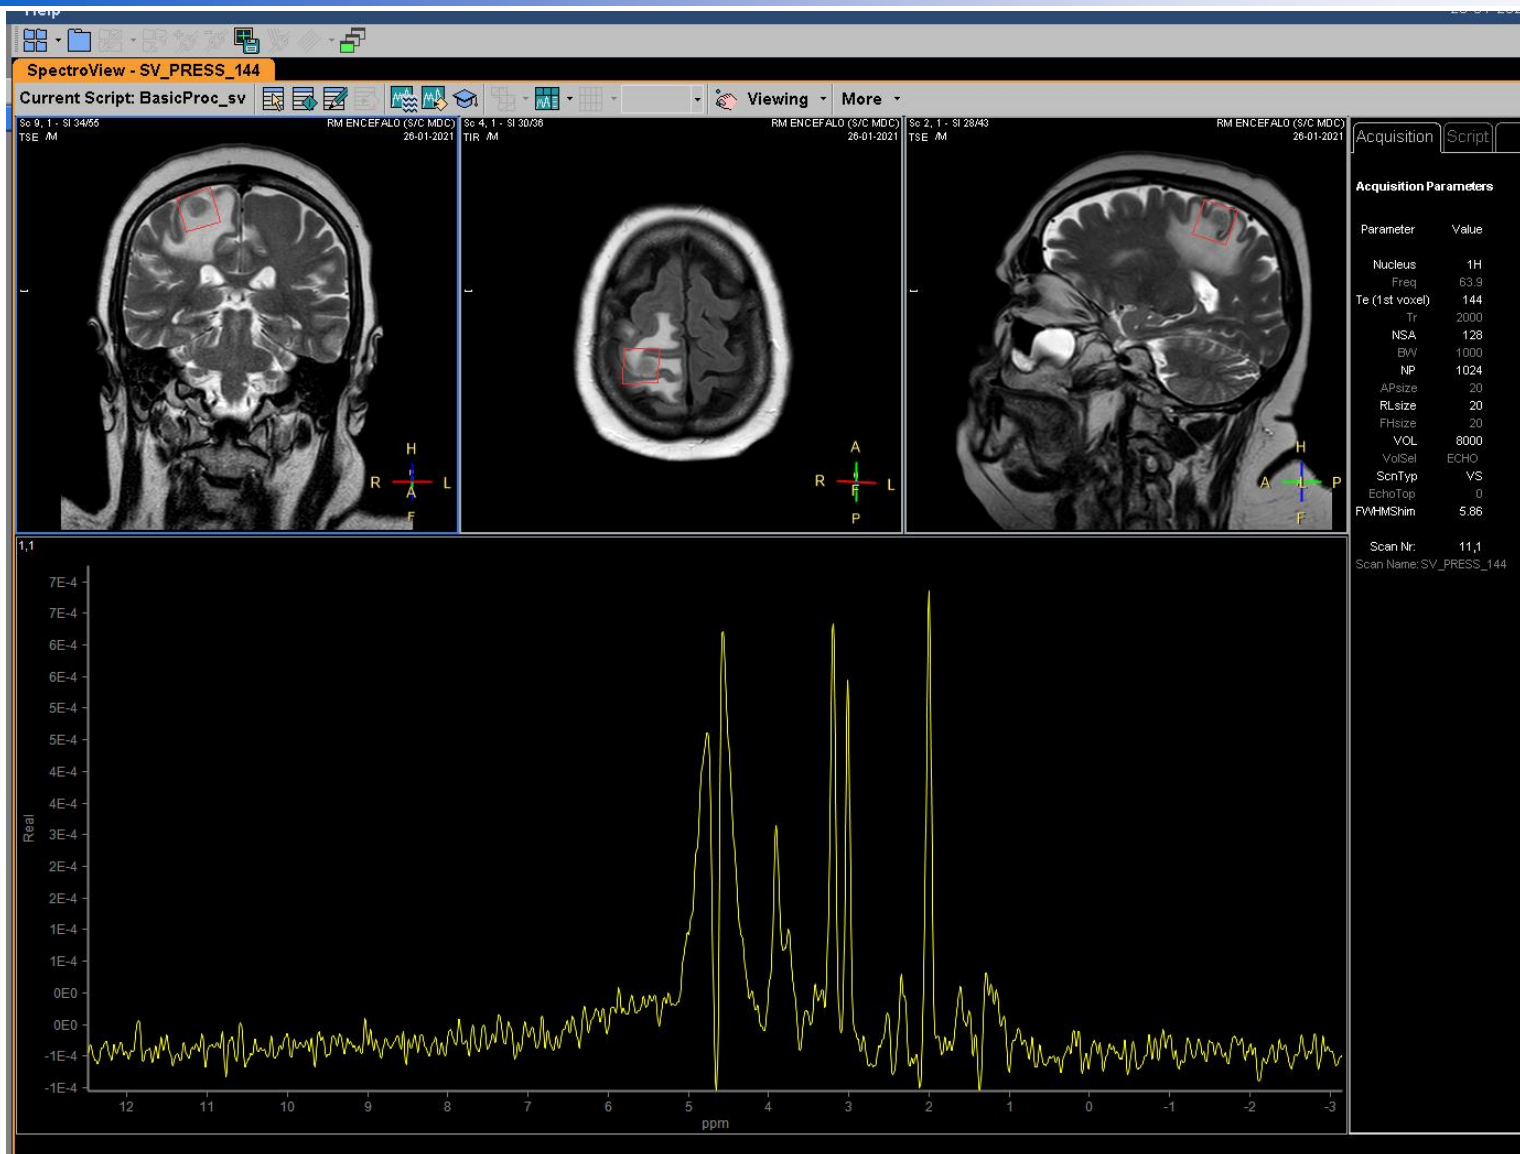 Help
SpectroView - SV_PRESS_144
Current Script: BasicProc_sv
Viewing
More
Sc 9, 1 - Sl 34/55
TSE /M
RM ENCEFALO (S/C MDC)
26-01-2021
Sc 4, 1 - Sl 30/36
TIR /M
RM ENCEFALO (S/C MDC)
26-01-2021
Sc 2, 1 - Sl 28/43
TSE /M
RM ENCEFALO (S/C MDC)
26-01-2021
H
R A L
F
A
R F L
P
H
A L P
F
Acquisition Script
Acquisition Parameters
Parameter Value
Nucleus 1H
Freq 63.9
Te (1st voxel) 144
Tr 2000
NSA 128
BW 1000
NP 1024
APsize 20
RLsize 20
FHsize 20
VOL 8000
VolSel ECHO
ScnTyp VS
EchoTop 0
FWHMShim 5.86
Scan Nr: 11,1
Scan Name: SV_PRESS_144
1,1
7E-4
7E-4
6E-4
6E-4
5E-4
5E-4
4E-4
4E-4
3E-4
2E-4
2E-4
1E-4
1E-4
0E0
0E0
-1E-4
-1E-4
Real
12 11 10 9 8 7 6 5 4 3 2 1 0 -1 -2 -3
ppm